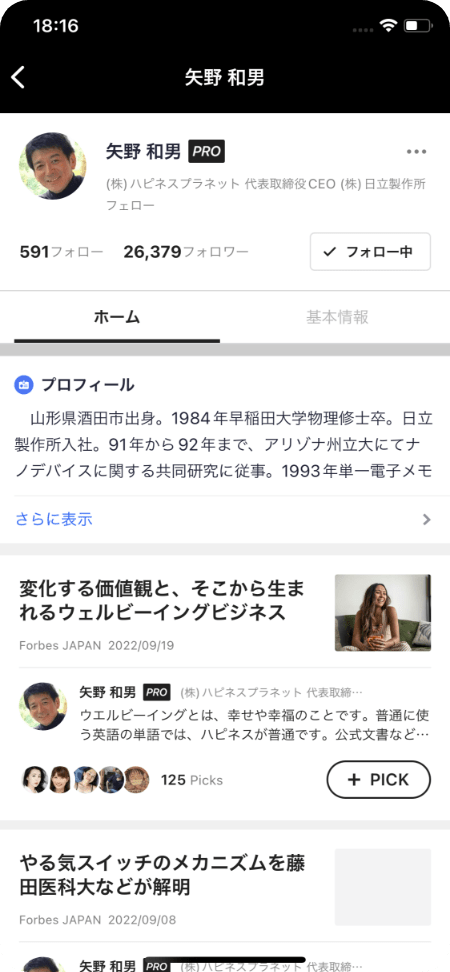 18:16
矢野 和男
矢野 和男 PRO
(株)ハピネスプラネット 代表取締役CEO (株)日立製作所
フェロー
591フォロー 26,379フォロワー
フォロー中
ホーム 基本情報
プロフィール
山形県酒田市出身。1984年早稲田大学物理修士卒。日立
製作所入社。91年から92年まで、アリゾナ州立大にてナ
ノデバイスに関する共同研究に従事。1993年単一電子メモ
さらに表示
変化する価値観と、そこから生ま
れるウェルビーイングビジネス
Forbes JAPAN 2022/09/19
矢野 和男 PRO (株)ハピネスプラネット 代表取締…
ウエルビーイングとは、幸せや幸福のことです。普通に使
う英語の単語では、ハピネスが普通です。公式文書など…
125 Picks
+ PICK
やる気スイッチのメカニズムを藤
田医科大などが解明
Forbes JAPAN 2022/09/08
矢野 和男 PRO (株)ハピネスプラネット 代表取締…